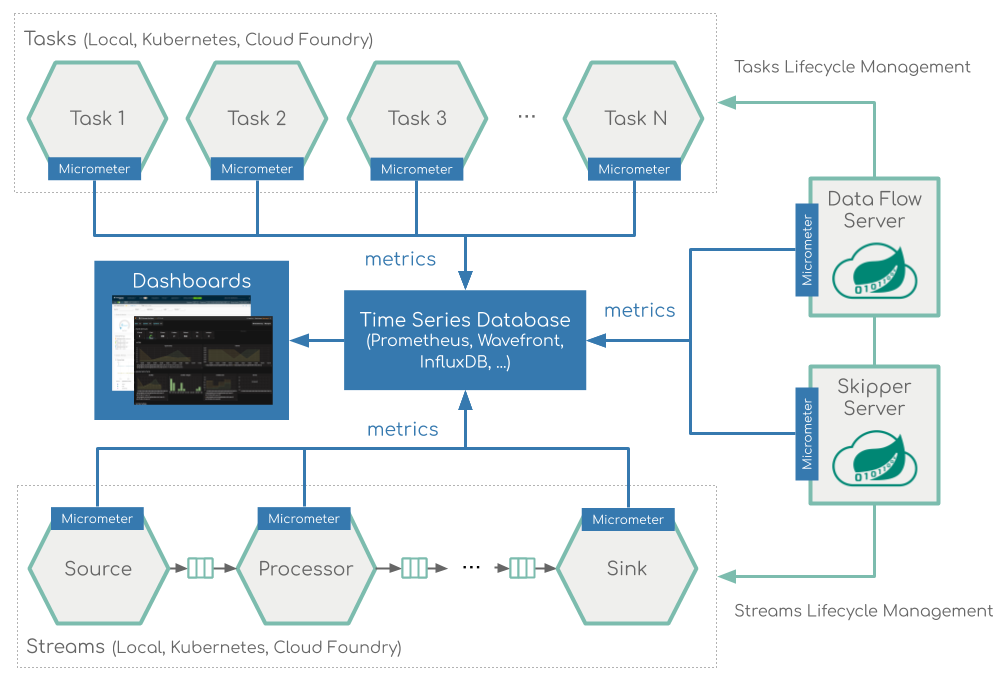 Tasks (Local, Kubernetes, Cloud Foundry)
Tasks Lifecycle Management
Task 1
Task 2
Task 3
...
Task N
Micrometer
Micrometer
Micrometer
Micrometer
Data Flow
Server
Micrometer
metrics
Dashboards
Time Series Database
(Prometheus, Wavefront,
InfluxDB, ...)
metrics
Skipper
Server
Micrometer
metrics
Micrometer
Micrometer
Micrometer
Source
Processor
...
Sink
Streams Lifecycle Management
Streams (Local, Kubernetes, Cloud Foundry)